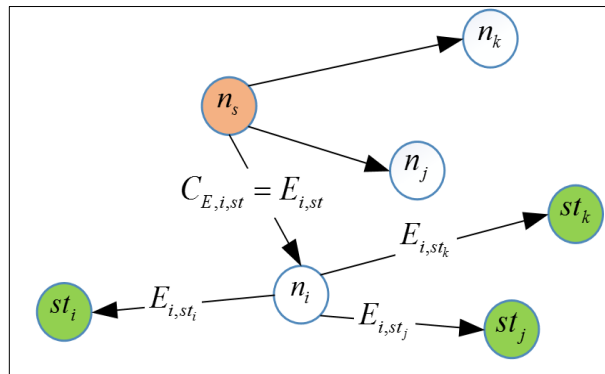 n_k
n_s
n_j
C_{E,i,st} = E_{i,st}
st_k
E_{i,st_k}
n_i
st_i
E_{i,st_i}
E_{i,st_j}
st_j